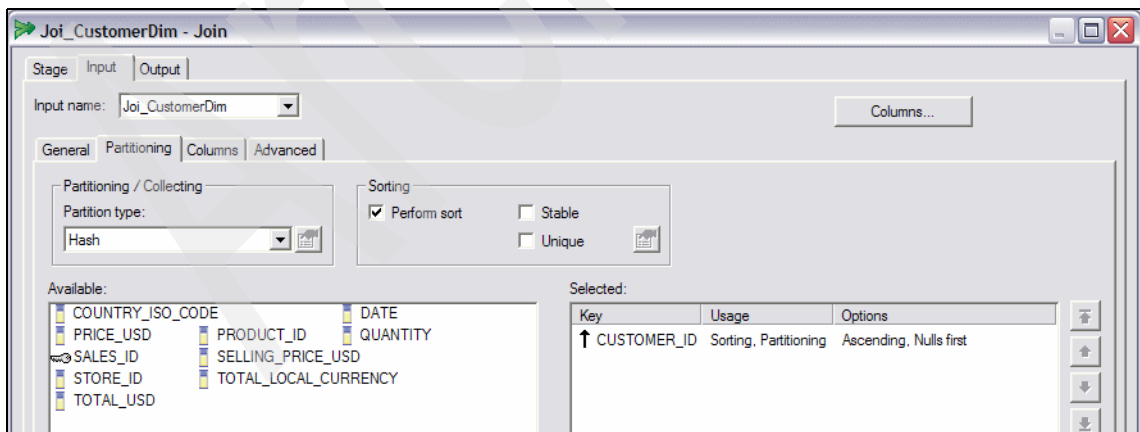 Joi_CustomerDim - Join
Stage Input Output
Input name: Joi_CustomerDim Columns...
General Partitioning Columns Advanced
Partitioning / Collecting Sorting
Partition type: Perform sort Stable
Hash Unique
Available: Selected:
COUNTRY_ISO_CODE DATE Key Usage Options
PRICE_USD PRODUCT_ID QUANTITY CUSTOMER_ID Sorting, Partitioning Ascending, Nulls first
SALES_ID SELLING_PRICE_USD
STORE_ID TOTAL_LOCAL_CURRENCY
TOTAL_USD